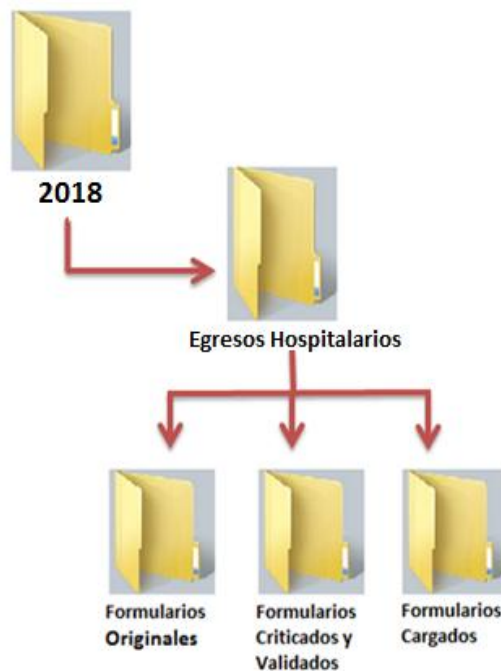 2018
Egresos Hospitalarios
Formularios
Originales
Formularios
Criticados y
Validados
Formularios
Cargados